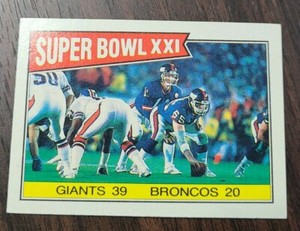 SUPER BOWL XXI
GIANTS 39 BRONCOS 20